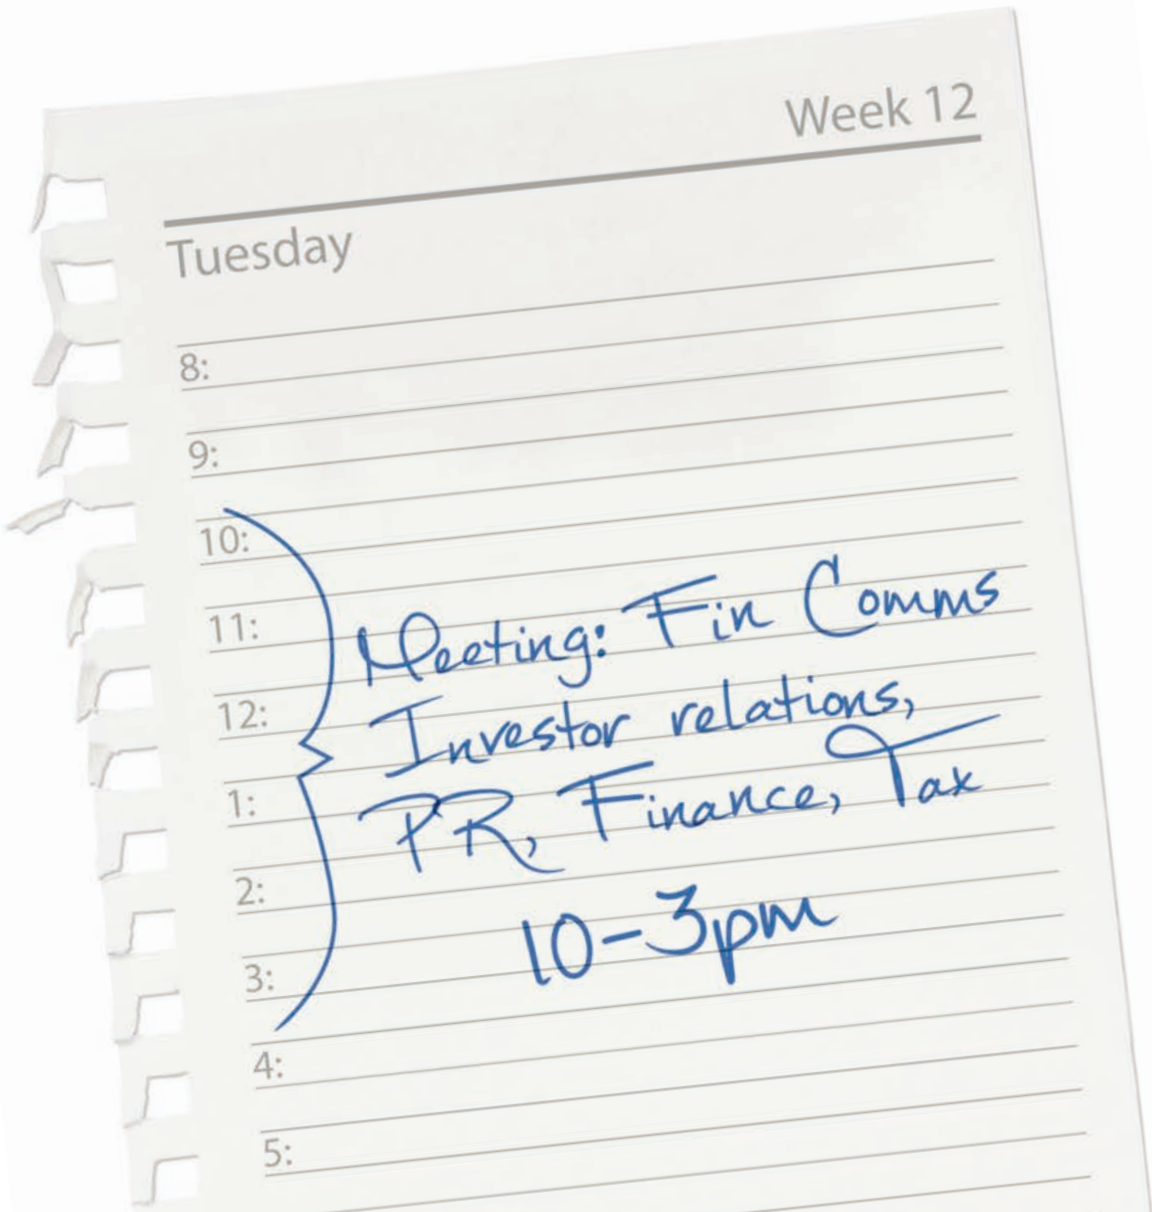 Week 12
Tuesday
8:
9:
10:
11:
12:
1:
2:
3:
4:
5:
Meeting: Fin Comms
Investor relations,
PR, Finance, Tax
10-3pm